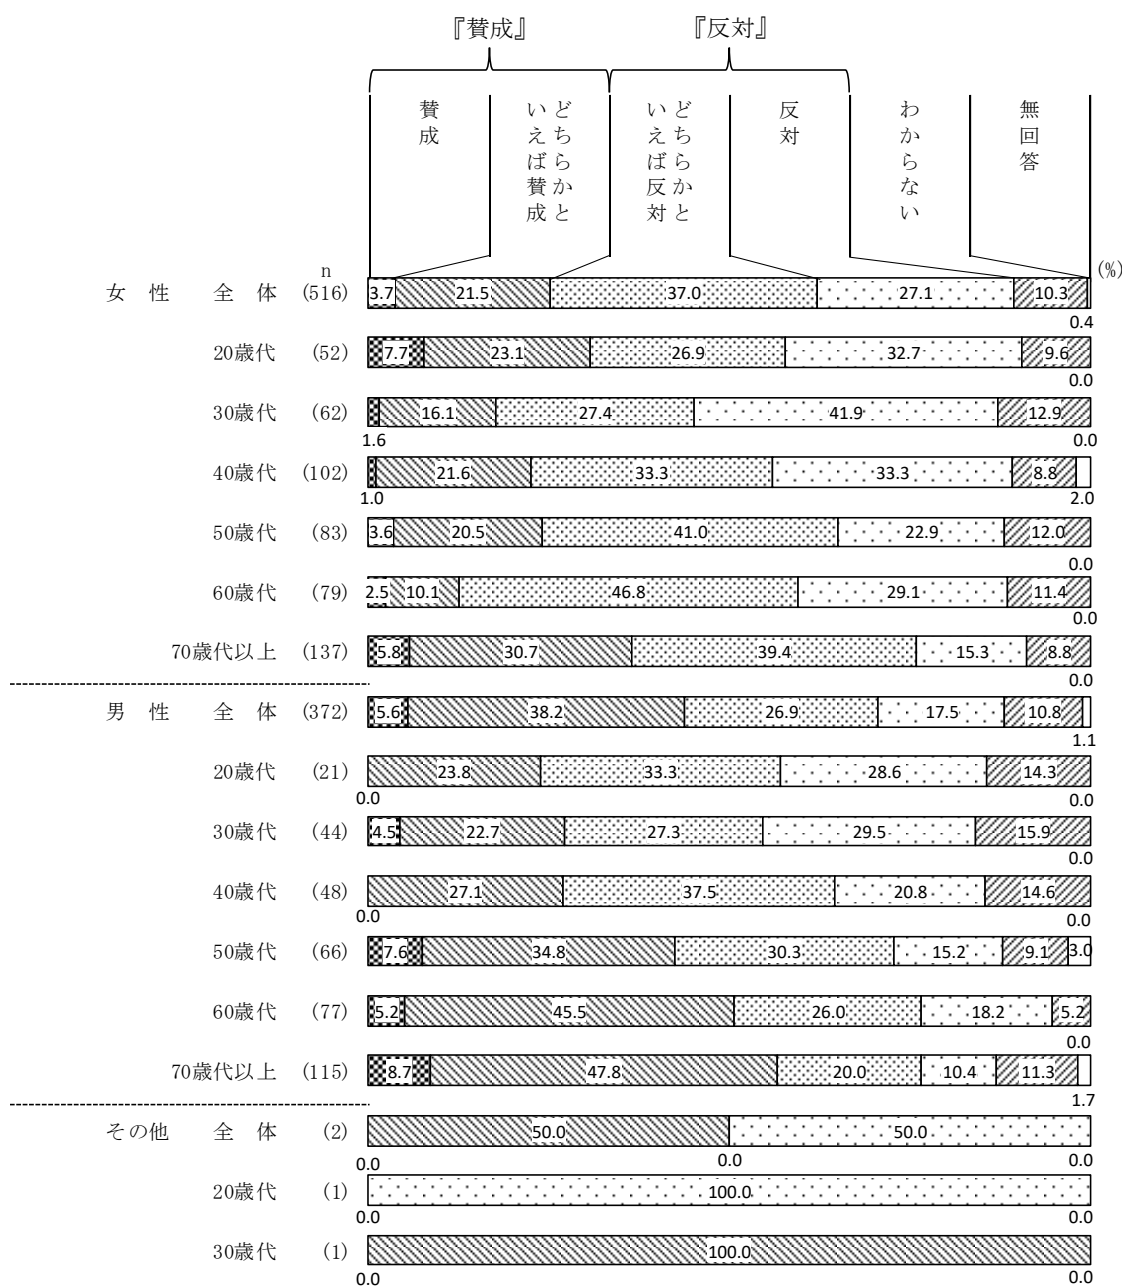 『賛成』 『反対』
賛成
どちらかと
いえば賛成
どちらかと
いえば反対
反対
わからない
無回答
n (%)
女性 全体 (516) 3.7 21.5 37.0 27.1 10.3
0.4
20歳代 (52) 7.7 23.1 26.9 32.7 9.6
0.0
30歳代 (62) 16.1 27.4 41.9 12.9
1.6 0.0
40歳代 (102) 21.6 33.3 33.3 8.8
1.0 2.0
50歳代 (83) 3.6 20.5 41.0 22.9 12.0
0.0
60歳代 (79) 2.5 10.1 46.8 29.1 11.4
0.0
70歳代以上 (137) 5.8 30.7 39.4 15.3 8.8
0.0
男性 全体 (372) 5.6 38.2 26.9 17.5 10.8
1.1
20歳代 (21) 23.8 33.3 28.6 14.3
0.0 0.0
30歳代 (44) 4.5 22.7 27.3 29.5 15.9
0.0
40歳代 (48) 27.1 37.5 20.8 14.6
0.0 0.0
50歳代 (66) 7.6 34.8 30.3 15.2 9.1 3.0
60歳代 (77) 5.2 45.5 26.0 18.2 5.2
0.0
70歳代以上 (115) 8.7 47.8 20.0 10.4 11.3
1.7
その他 全体 (2) 50.0 50.0
0.0 0.0 0.0
20歳代 (1) 100.0
0.0 0.0
30歳代 (1) 100.0
0.0 0.0